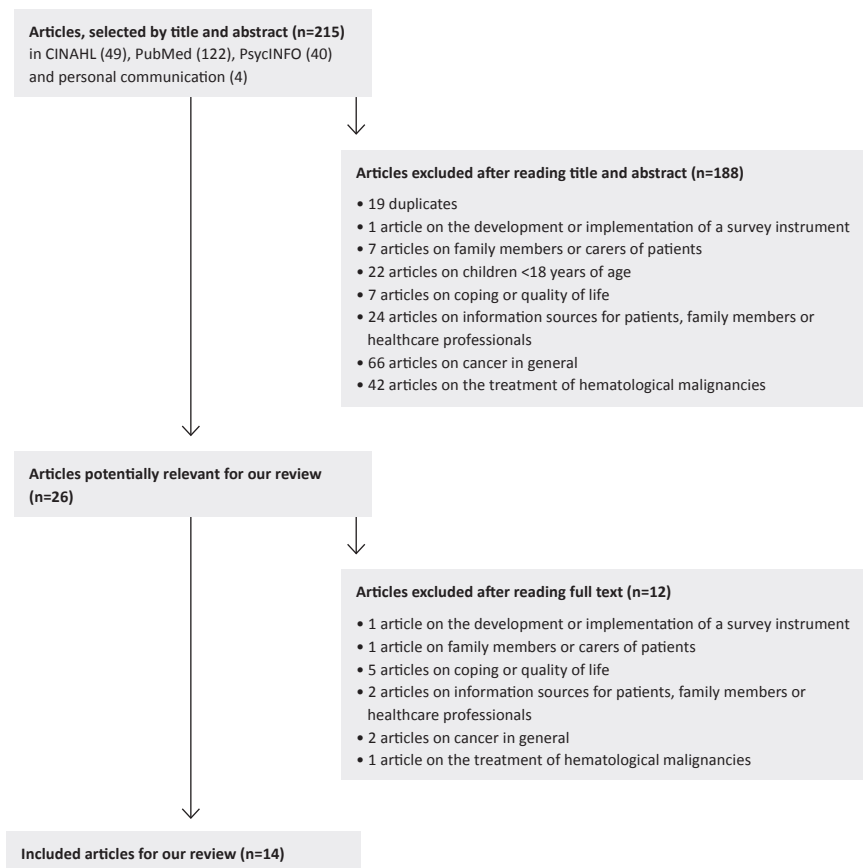 Articles, selected by title and abstract (n=215)
in CINAHL (49), PubMed (122), PsycINFO (40)
and personal communication (4)
Articles excluded after reading title and abstract (n=188)
• 19 duplicates
• 1 article on the development or implementation of a survey instrument
• 7 articles on family members or carers of patients
• 22 articles on children <18 years of age
• 7 articles on coping or quality of life
• 24 articles on information sources for patients, family members or
healthcare professionals
• 66 articles on cancer in general
• 42 articles on the treatment of hematological malignancies
Articles potentially relevant for our review
(n=26)
Articles excluded after reading full text (n=12)
• 1 article on the development or implementation of a survey instrument
• 1 article on family members or carers of patients
• 5 articles on coping or quality of life
• 2 articles on information sources for patients, family members or
healthcare professionals
• 2 articles on cancer in general
• 1 article on the treatment of hematological malignancies
Included articles for our review (n=14)